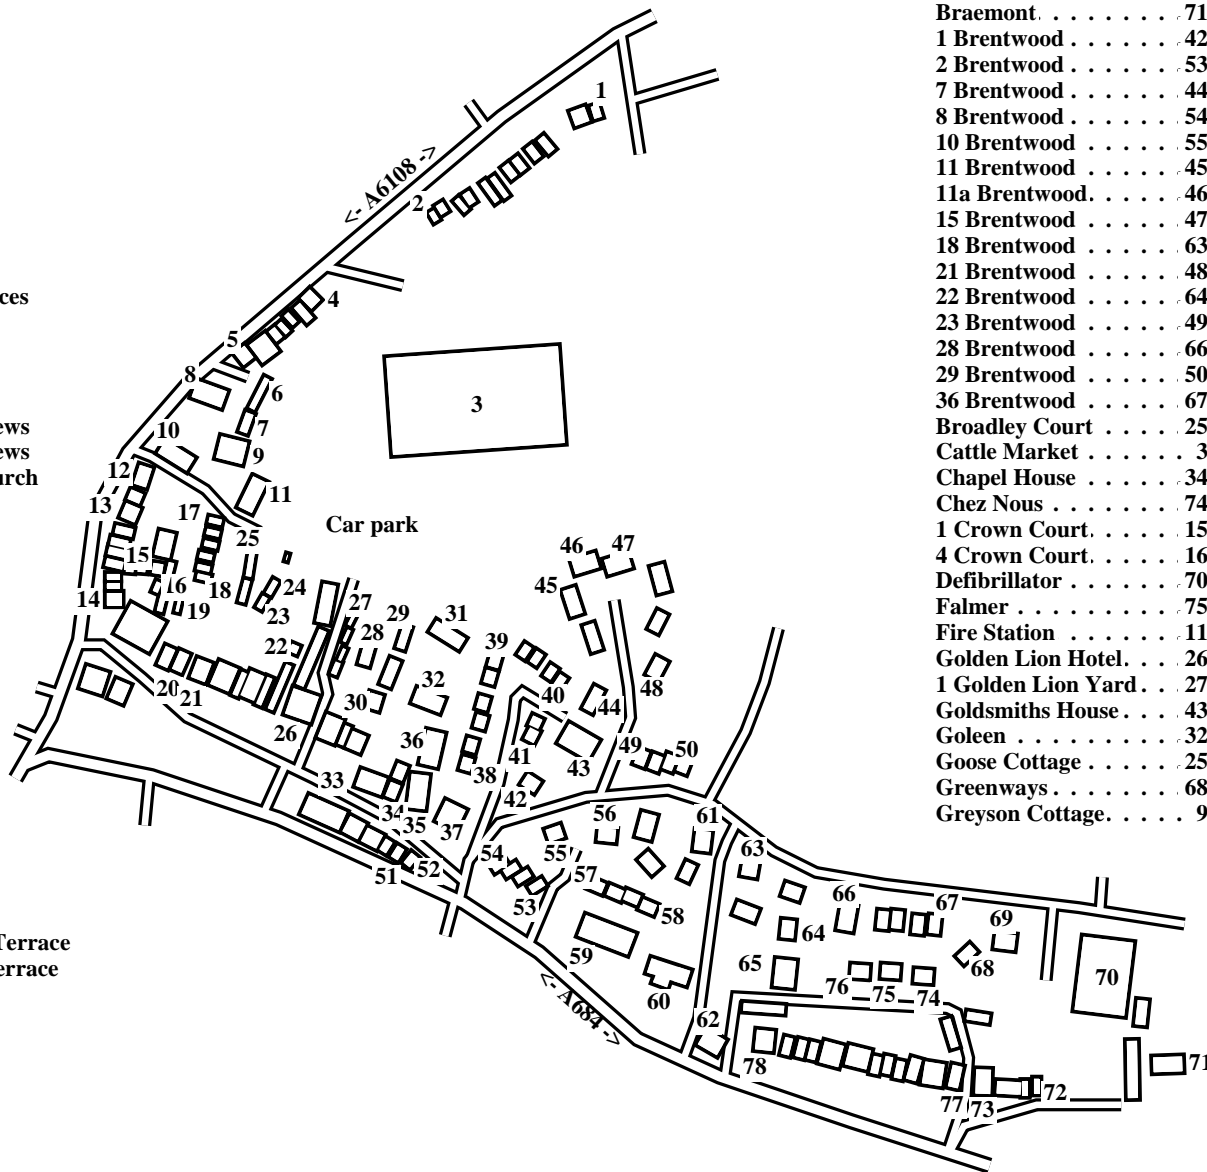 Braemont. . . . . . . . 71
1 Brentwood . . . . . . . 42
2 Brentwood . . . . . . . 53
7 Brentwood . . . . . . . 44
8 Brentwood . . . . . . . 54
10 Brentwood . . . . . . 55
11 Brentwood . . . . . . 45
11a Brentwood. . . . . . 46
15 Brentwood . . . . . . 47
18 Brentwood . . . . . . 63
21 Brentwood . . . . . . 48
22 Brentwood . . . . . . 64
23 Brentwood . . . . . . 49
28 Brentwood . . . . . . 66
29 Brentwood . . . . . . 50
36 Brentwood . . . . . . 67
Broadley Court . . . . . 25
Cattle Market . . . . . . 3
Chapel House . . . . . . 34
Chez Nous . . . . . . . . 74
1 Crown Court. . . . . . 15
4 Crown Court. . . . . . 16
Defibrillator . . . . . . . 70
Falmer . . . . . . . . . . 75
Fire Station . . . . . . . 11
Golden Lion Hotel. . . . 26
1 Golden Lion Yard . . . 27
Goldsmiths House . . . . 43
Goleen . . . . . . . . . . 32
Goose Cottage . . . . . . 25
Greenways . . . . . . . . 68
Greyson Cottage. . . . . 9
ces
ews
ews
urch
Terrace
errace
<- A6108 ->
1
2
4
5
3
8
6
7
10
9
12
11
13
17
Car park
25
15
46
47
16
18
24
45
14
19
23
27
29
31
28
39
22
32
48
20
40
21
30
44
26
36
41
49
50
43
33
38
42
34
35
37
56
61
54
55
63
51
52
57
66
67
53
58
69
64
59
65
68
76
75
74
70
60
<- A684 ->
62
78
71
77
73
72